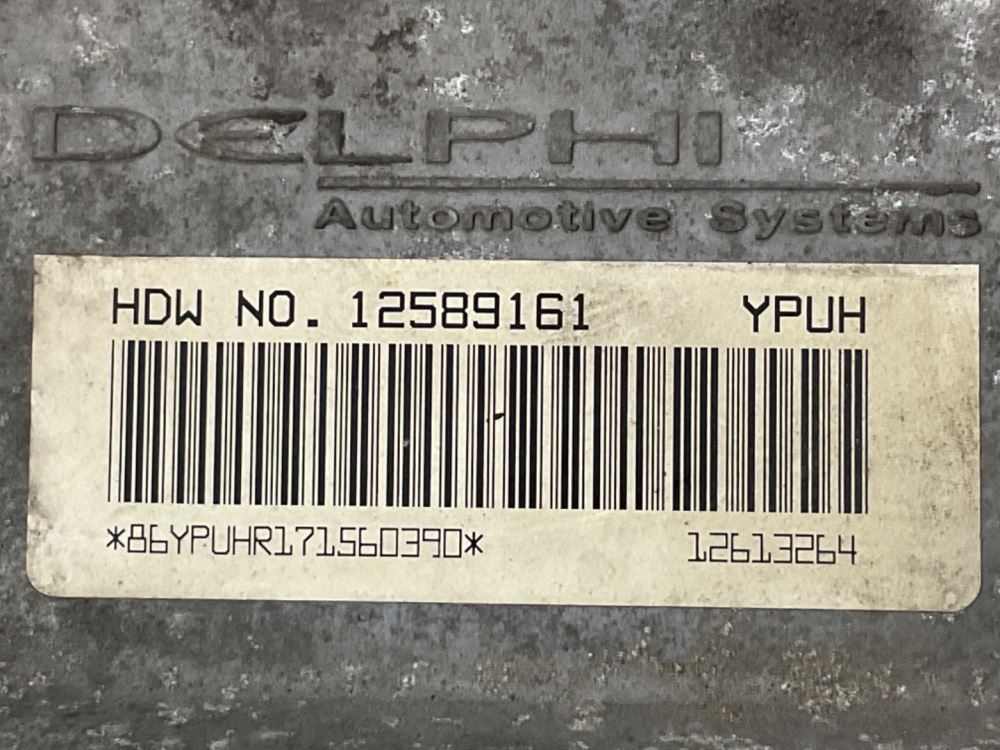 DELPHI
Automotive Systems
HDW NO. 12589161 YPUH
*86YPUHR171560390*
12613264